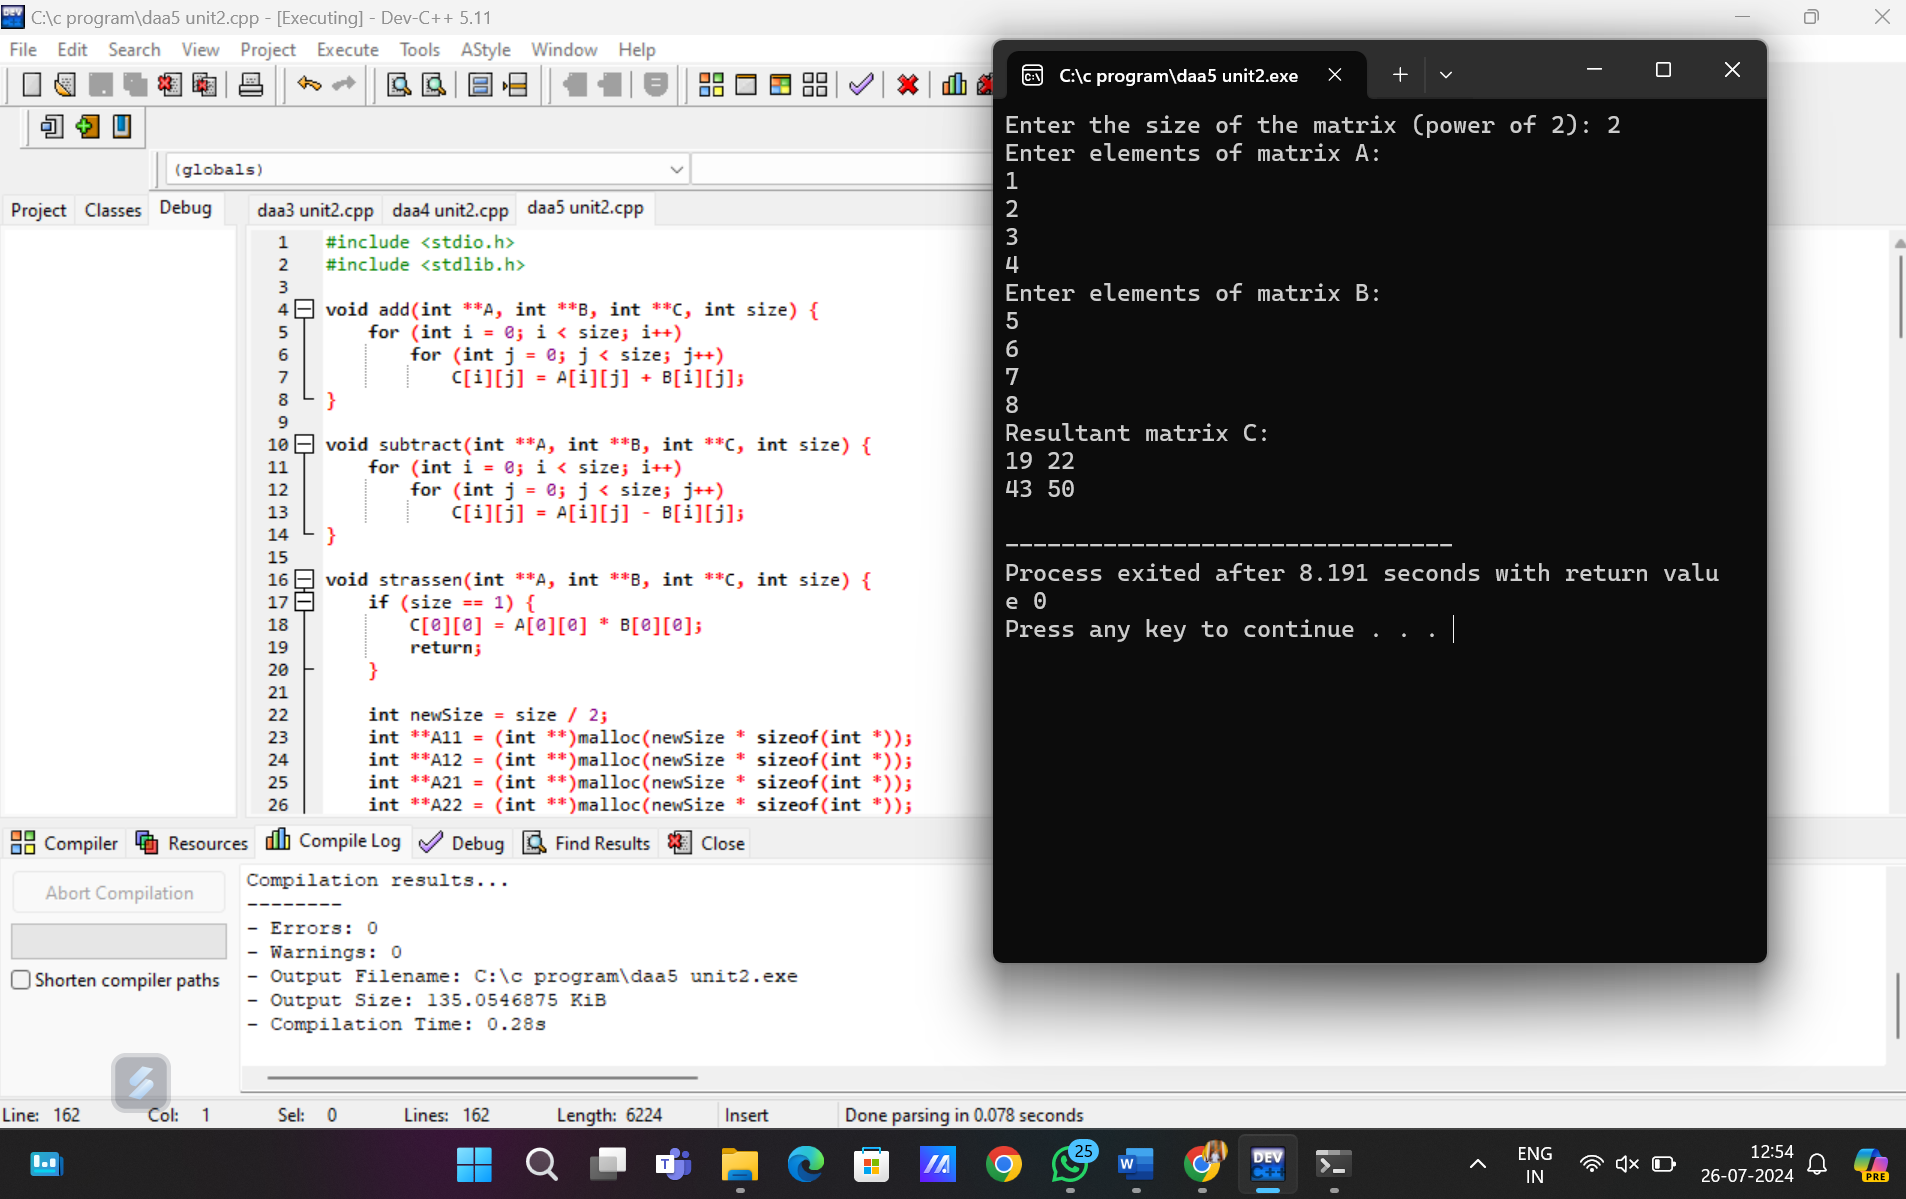 C:\c program\daa5 unit2.cpp - [Executing] - Dev-C++ 5.11
File Edit Search View Project Execute Tools AStyle Window Help
(globals)
Project Classes Debug
daa3 unit2.cpp daa4 unit2.cpp daa5 unit2.cpp
1 #include <stdio.h>
2 #include <stdlib.h>
3
4 void add(int **A, int **B, int **C, int size) {
5 for (int i = 0; i < size; i++)
6 for (int j = 0; j < size; j++)
7 C[i][j] = A[i][j] + B[i][j];
8 }
9
10 void subtract(int **A, int **B, int **C, int size) {
11 for (int i = 0; i < size; i++)
12 for (int j = 0; j < size; j++)
13 C[i][j] = A[i][j] - B[i][j];
14 }
15
16 void strassen(int **A, int **B, int **C, int size) {
17 if (size == 1) {
18 C[0][0] = A[0][0] * B[0][0];
19 return;
20 }
21
22 int newSize = size / 2;
23 int **A11 = (int **)malloc(newSize * sizeof(int *));
24 int **A12 = (int **)malloc(newSize * sizeof(int *));
25 int **A21 = (int **)malloc(newSize * sizeof(int *));
26 int **A22 = (int **)malloc(newSize * sizeof(int *));
C:\c program\daa5 unit2.exe
Enter the size of the matrix (power of 2): 2
Enter elements of matrix A:
1
2
3
4
Enter elements of matrix B:
5
6
7
8
Resultant matrix C:
19 22
43 50
--------------------------------
Process exited after 8.191 seconds with return valu
e 0
Press any key to continue . . .
Compiler Resources Compile Log Debug Find Results Close
Abort Compilation
Shorten compiler paths
Compilation results...
--------
- Errors: 0
- Warnings: 0
- Output Filename: C:\c program\daa5 unit2.exe
- Output Size: 135.0546875 KiB
- Compilation Time: 0.28s
Line: 162 Col: 1 Sel: 0 Lines: 162 Length: 6224 Insert Done parsing in 0.078 seconds
25
DEV
C++
ENG
IN
12:54
26-07-2024
PRE